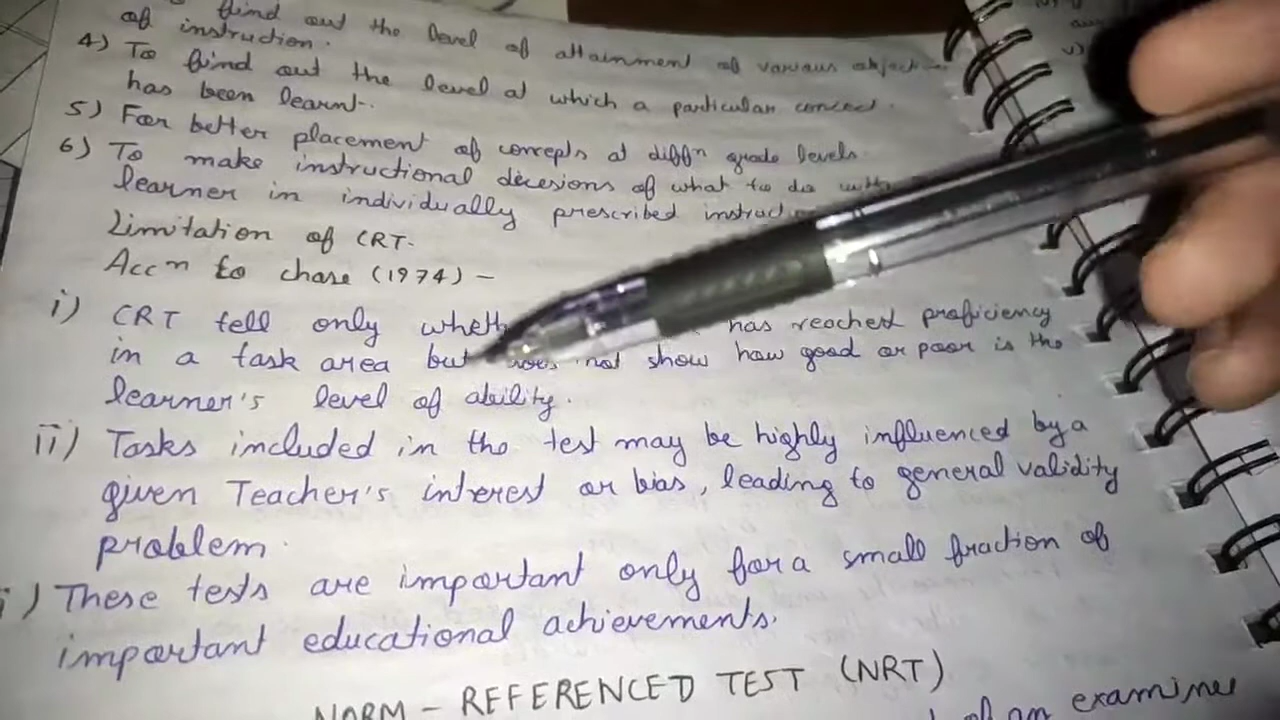 find out the level of attainment of various object
of instruction.
4) To find out the level at which a particular concept
has been learnt.
5) For better placement of concepts at diffn grade levels.
6) To make instructional decesions of what to do with
learner in individually prescribed instruc
Limitation of CRT.
Accn to chase (1974) -
i) CRT tell only wheth has reached proficiency
in a task area but does not show how good or poor is the
learner's level of ability.
ii) Tasks included in the test may be highly influenced by a
given Teacher's interest or bias, leading to general validity
problem.
i) These tests are important only for a small fraction of
important educational achievements.
NORM - REFERENCED TEST (NRT)
of an examinee
v)